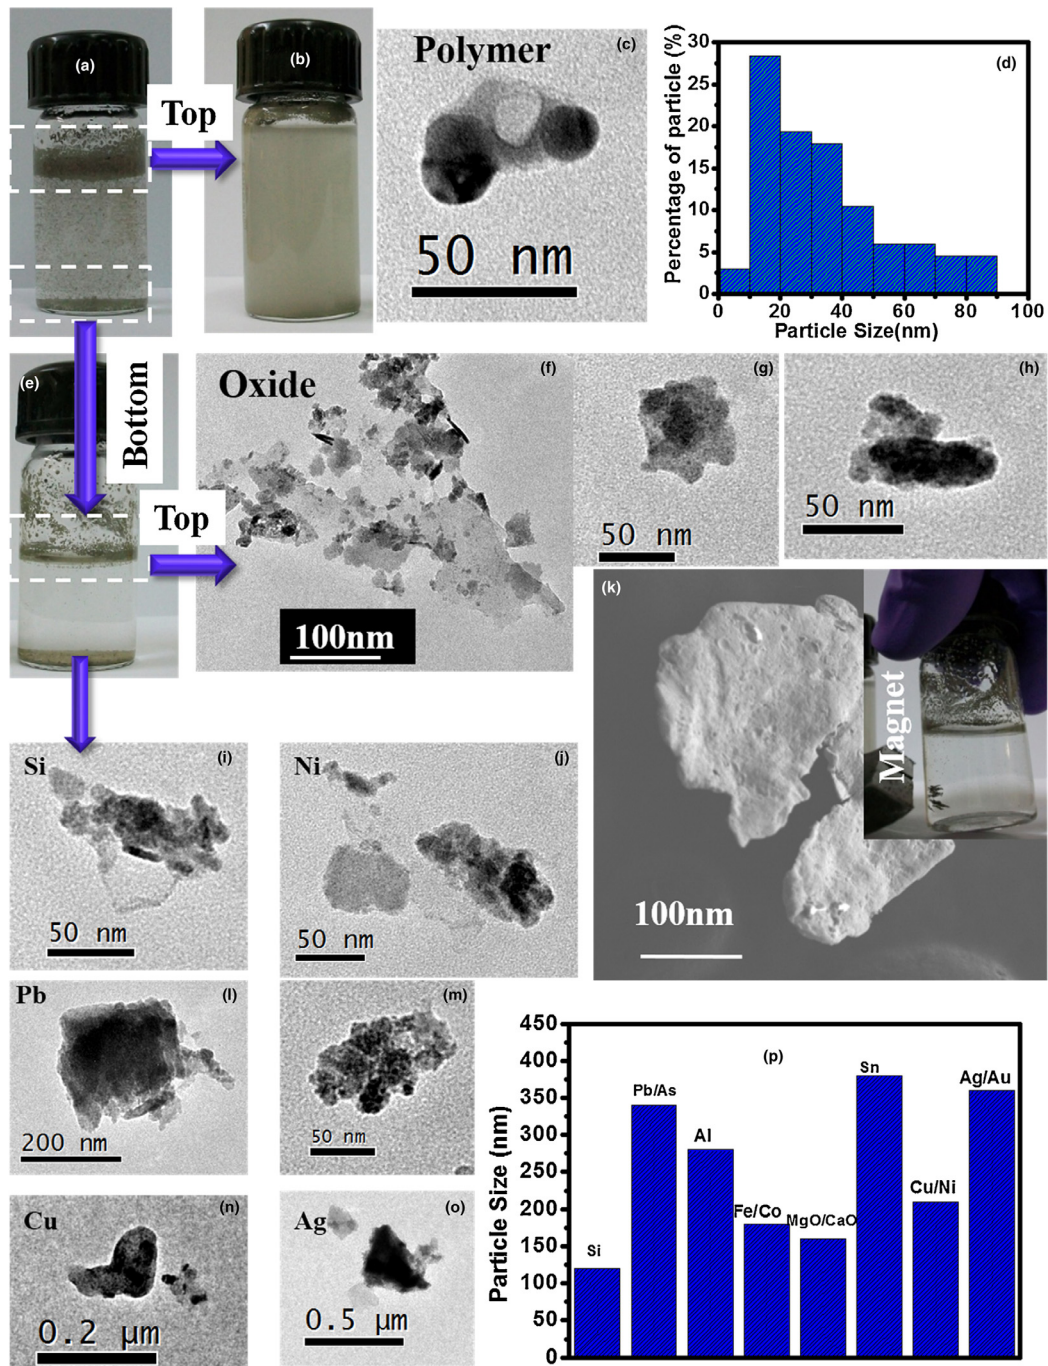 (a)
Top
(b)
Polymer
(c)
50 nm
(d)
Percentage of particle (%)
30
25
20
15
10
5
0
0 20 40 60 80 100
Particle Size(nm)
(e)
Bottom
Top
Oxide
(f)
100nm
(g)
50 nm
(h)
50 nm
(k)
Magnet
100nm
Si
(i)
50 nm
Ni
(j)
50 nm
Pb
(l)
200 nm
(m)
50 nm
Cu
(n)
0.2 μm
Ag
(o)
0.5 μm
(p)
Particle Size (nm)
450
400
350
300
250
200
150
100
50
0
Si
Pb/As
Al
Fe/Co
MgO/CaO
Sn
Cu/Ni
Ag/Au